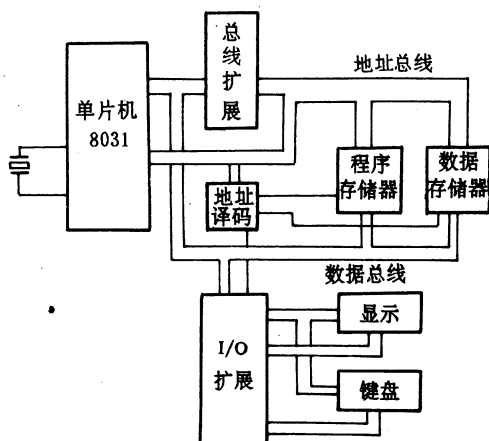 总线扩展
地址总线
单片机
8031
程序
存储器
数据
存储器
地址
译码
数据总线
I/O
扩展
显示
键盘